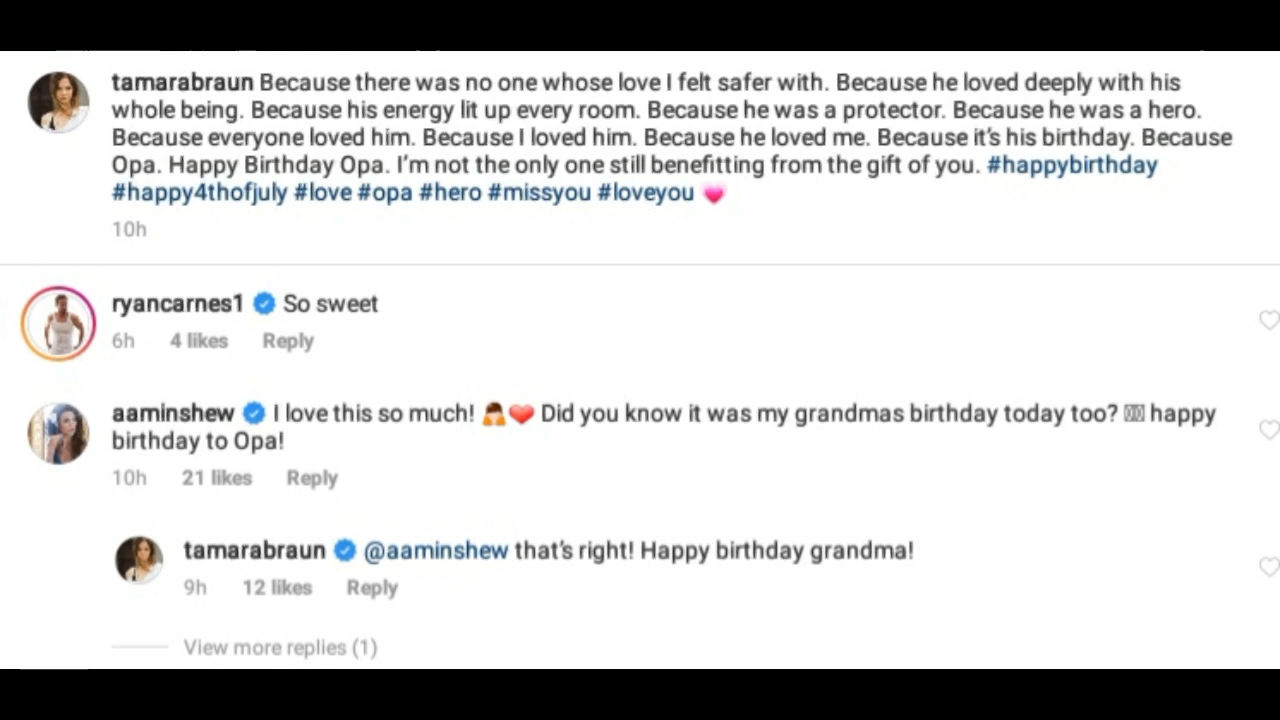 tamarabraun Because there was no one whose love I felt safer with. Because he loved deeply with his
whole being. Because his energy lit up every room. Because he was a protector. Because he was a hero.
Because everyone loved him. Because I loved him. Because he loved me. Because it's his birthday. Because
Opa. Happy Birthday Opa. I'm not the only one still benefitting from the gift of you. #happybirthday
#happy4thofjuly #love #opa #hero #missyou #loveyou 💗
10h
ryancarnes1 So sweet
6h 4 likes Reply
aaminshew I love this so much! 🙏❤️ Did you know it was my grandmas birthday today too? happy
birthday to Opa!
10h 21 likes Reply
tamarabraun @aaminshew that's right! Happy birthday grandma!
9h 12 likes Reply
View more replies (1)